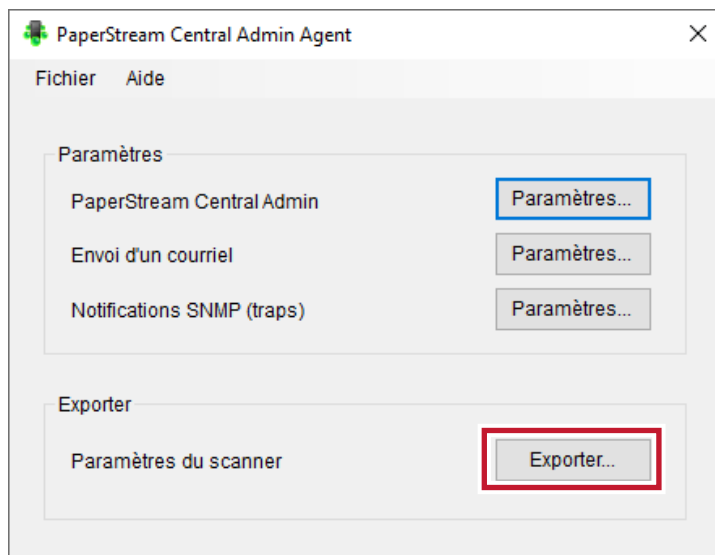 PaperStream Central Admin Agent
Fichier Aide
Paramètres
PaperStream Central Admin Paramètres...
Envoi d'un courriel Paramètres...
Notifications SNMP (traps) Paramètres...
Exporter
Paramètres du scanner Exporter...